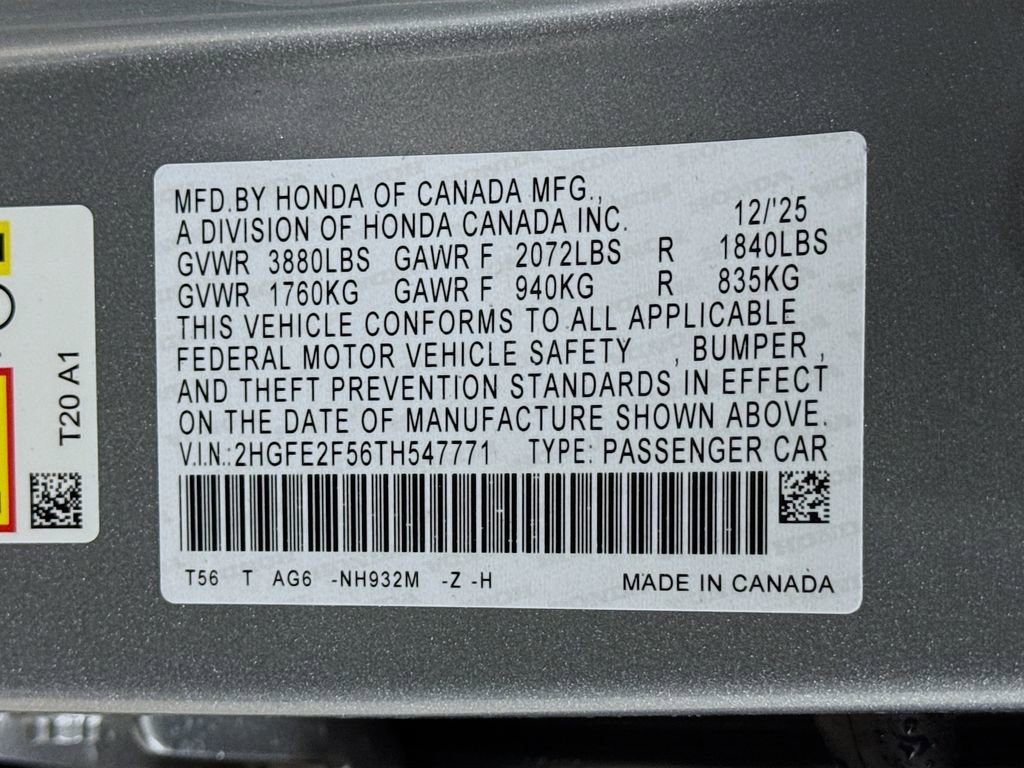 MFD.BY HONDA OF CANADA MFG.,
A DIVISION OF HONDA CANADA INC. 12/'25
GVWR 3880LBS GAWR F 2072LBS R 1840LBS
GVWR 1760KG GAWR F 940KG R 835KG
THIS VEHICLE CONFORMS TO ALL APPLICABLE
FEDERAL MOTOR VEHICLE SAFETY , BUMPER ,
AND THEFT PREVENTION STANDARDS IN EFFECT
ON THE DATE OF MANUFACTURE SHOWN ABOVE.
V.I.N.:2HGFE2F56TH547771 TYPE: PASSENGER CAR
T56 T AG6 -NH932M -Z -H MADE IN CANADA
T20 A1